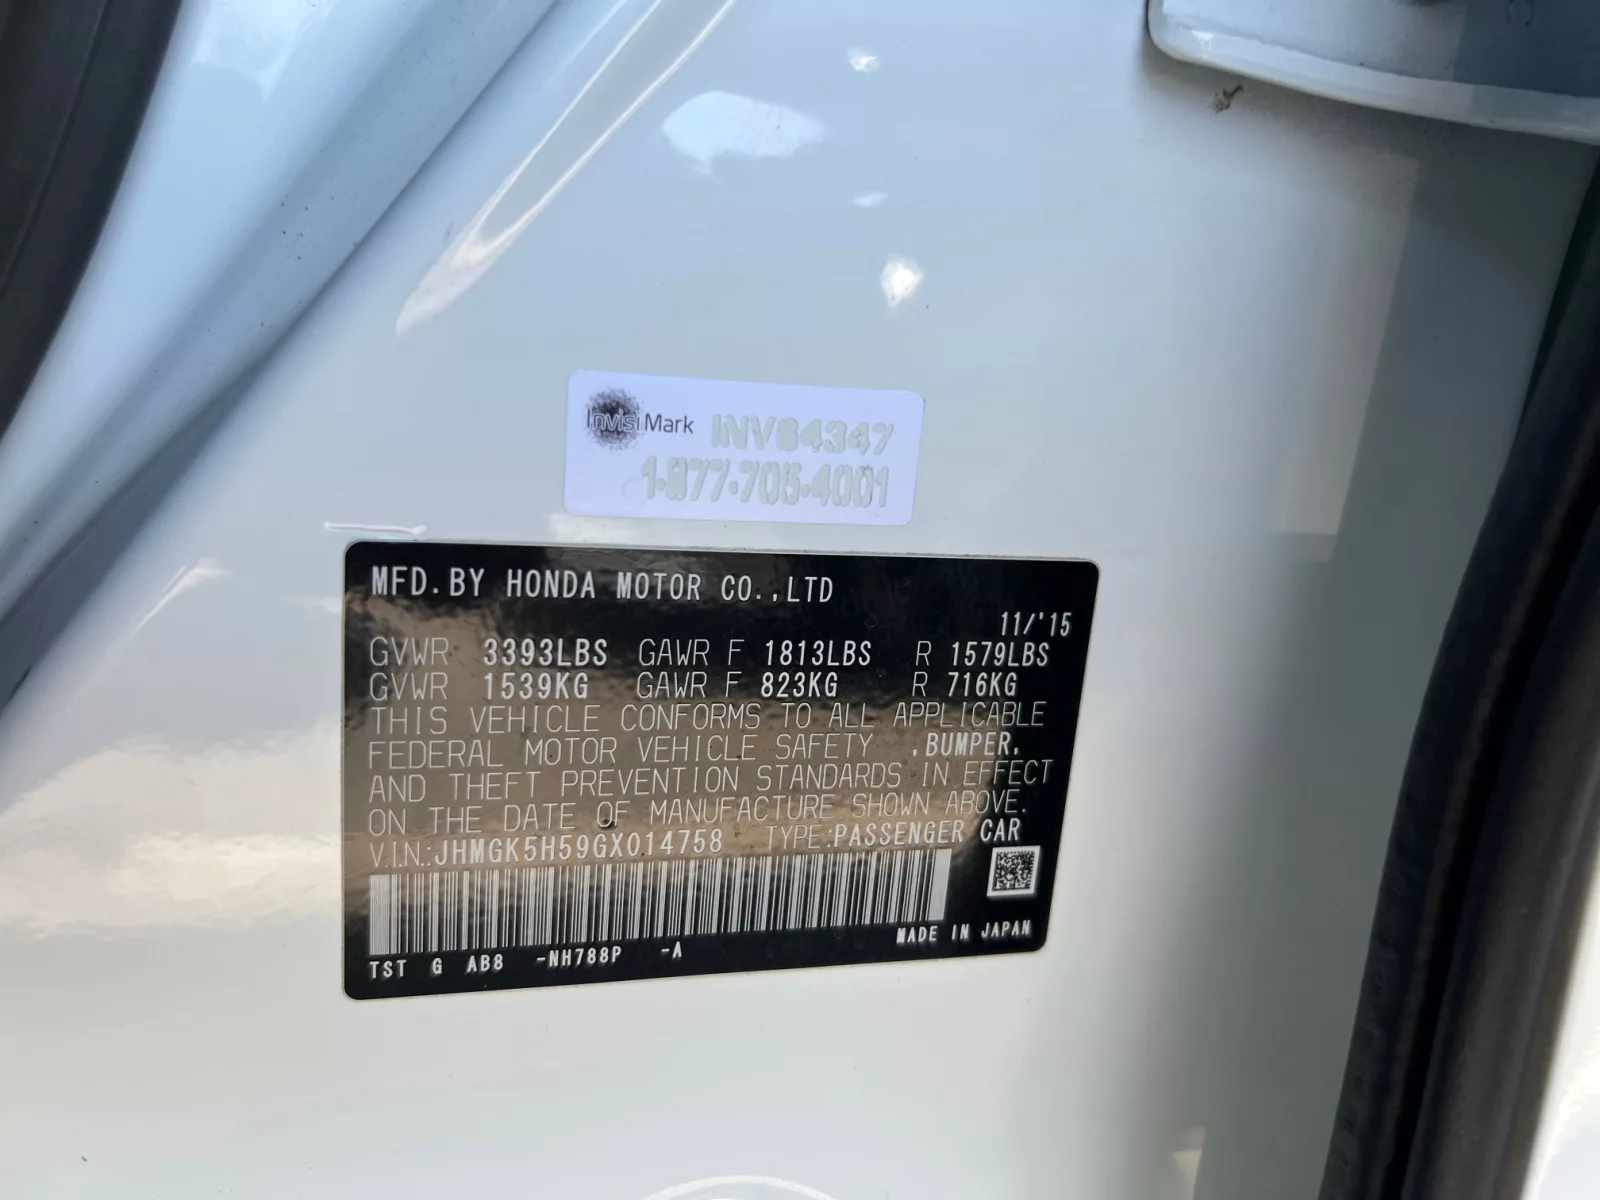 InvisiMark INV84347
1-877-705-4001
MFD. BY HONDA MOTOR CO., LTD
11/'15
GVWR 3393LBS GAWR F 1813LBS R 1579LBS
GVWR 1539KG GAWR F 823KG R 716KG
THIS VEHICLE CONFORMS TO ALL APPLICABLE
FEDERAL MOTOR VEHICLE SAFETY , BUMPER,
AND THEFT PREVENTION STANDARDS IN EFFECT
ON THE DATE OF MANUFACTURE SHOWN ABOVE.
V.I.N.:JHMGK5H59GX014758 TYPE:PASSENGER CAR
TST G AB8 -NH788P -A MADE IN JAPAN